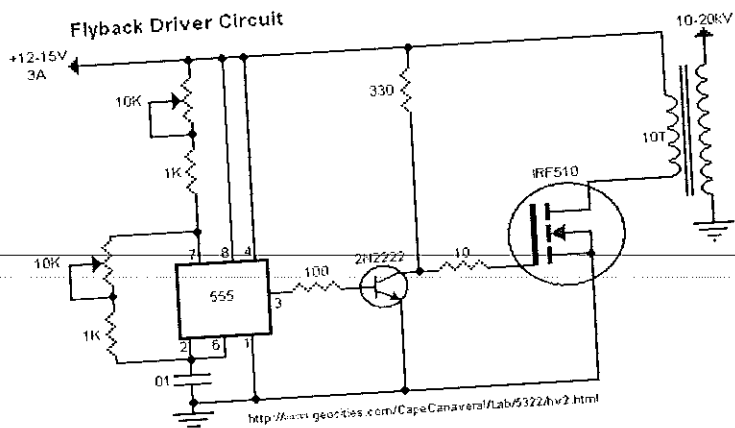 Flyback Driver Circuit
+12-15V
3A
10-20kV
10K
330
10T
1K
IRF510
2N2222
7
8
4
10K
100
10
555
3
1K
2
6
1
01
geocities.com/CapeCanaveral/Lab/5322/hv2.html